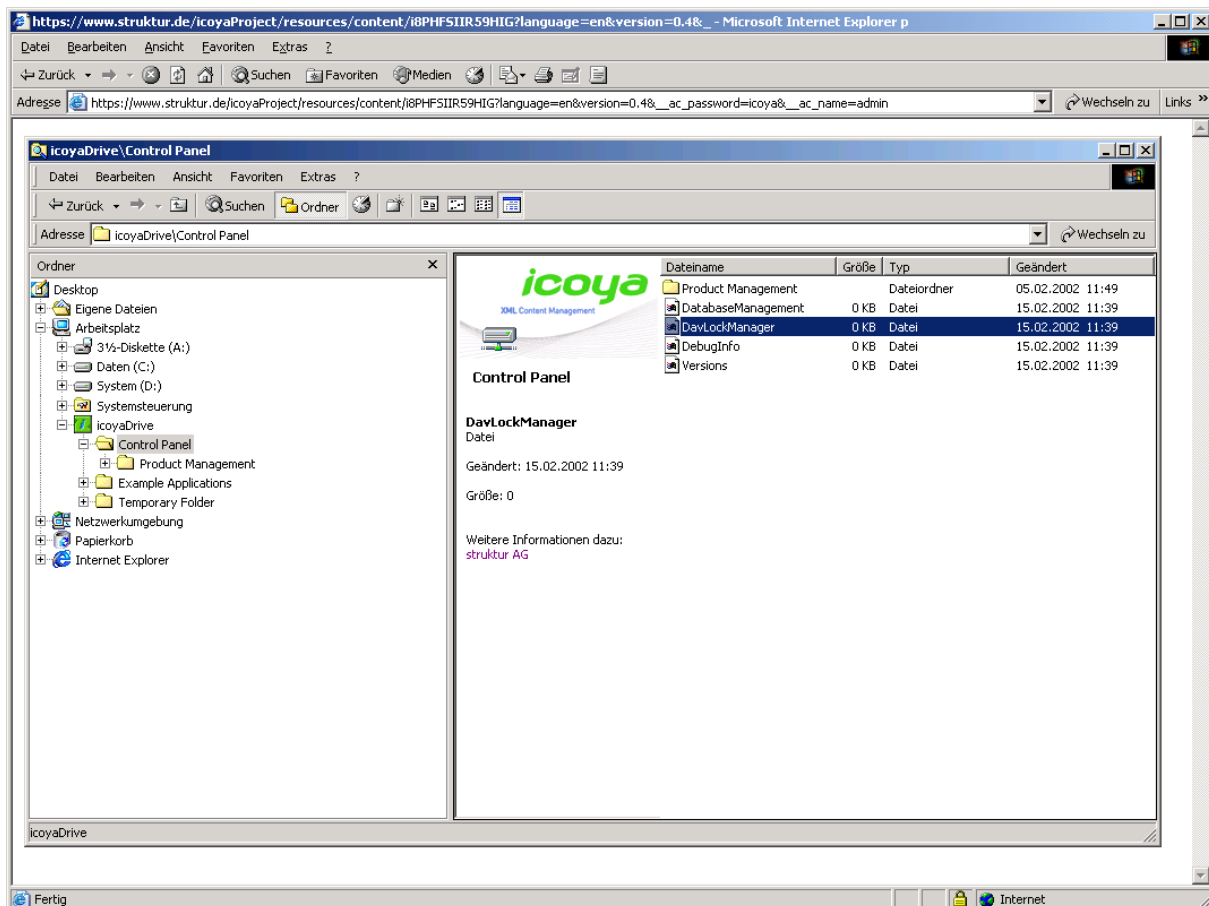 https://www.struktur.de/icoyaProject/resources/content/i8PHFSIIR59HIG?language=en&version=0.4&_ - Microsoft Internet Explorer p
Datei Bearbeiten Ansicht Favoriten Extras ?
Zurück Suchen Favoriten Medien
Adresse https://www.struktur.de/icoyaProject/resources/content/i8PHFSIIR59HIG?language=en&version=0.4&__ac_password=icoya&__ac_name=admin Wechseln zu Links »
icoyaDrive\Control Panel
Datei Bearbeiten Ansicht Favoriten Extras ?
Zurück Suchen Ordner
Adresse icoyaDrive\Control Panel Wechseln zu
Ordner
Desktop
Eigene Dateien
Arbeitsplatz
3½-Diskette (A:)
Daten (C:)
System (D:)
Systemsteuerung
icoyaDrive
Control Panel
Product Management
Example Applications
Temporary Folder
Netzwerkumgebung
Papierkorb
Internet Explorer
icoya
XML Content Management
Control Panel
DavLockManager
Datei
Geändert: 15.02.2002 11:39
Größe: 0
Weitere Informationen dazu:
struktur AG
Dateiname Größe Typ Geändert
Product Management Dateiordner 05.02.2002 11:49
DatabaseManagement 0 KB Datei 15.02.2002 11:39
DavLockManager 0 KB Datei 15.02.2002 11:39
DebugInfo 0 KB Datei 15.02.2002 11:39
Versions 0 KB Datei 15.02.2002 11:39
icoyaDrive
Fertig Internet